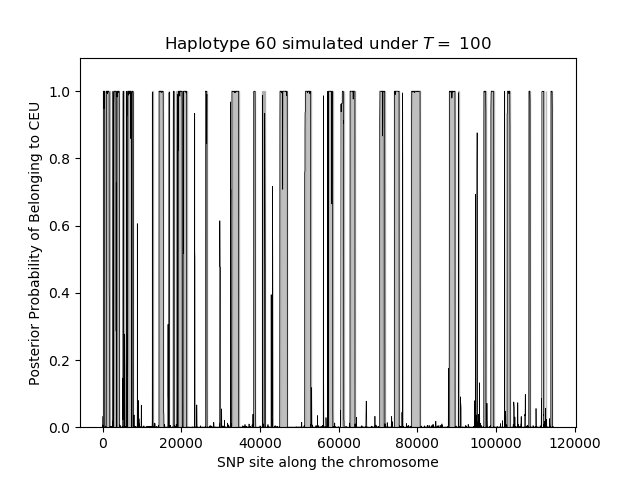 Haplotype 60 simulated under T = 100
Posterior Probability of Belonging to CEU
1.0
0.8
0.6
0.4
0.2
0.0
0 20000 40000 60000 80000 100000 120000
SNP site along the chromosome